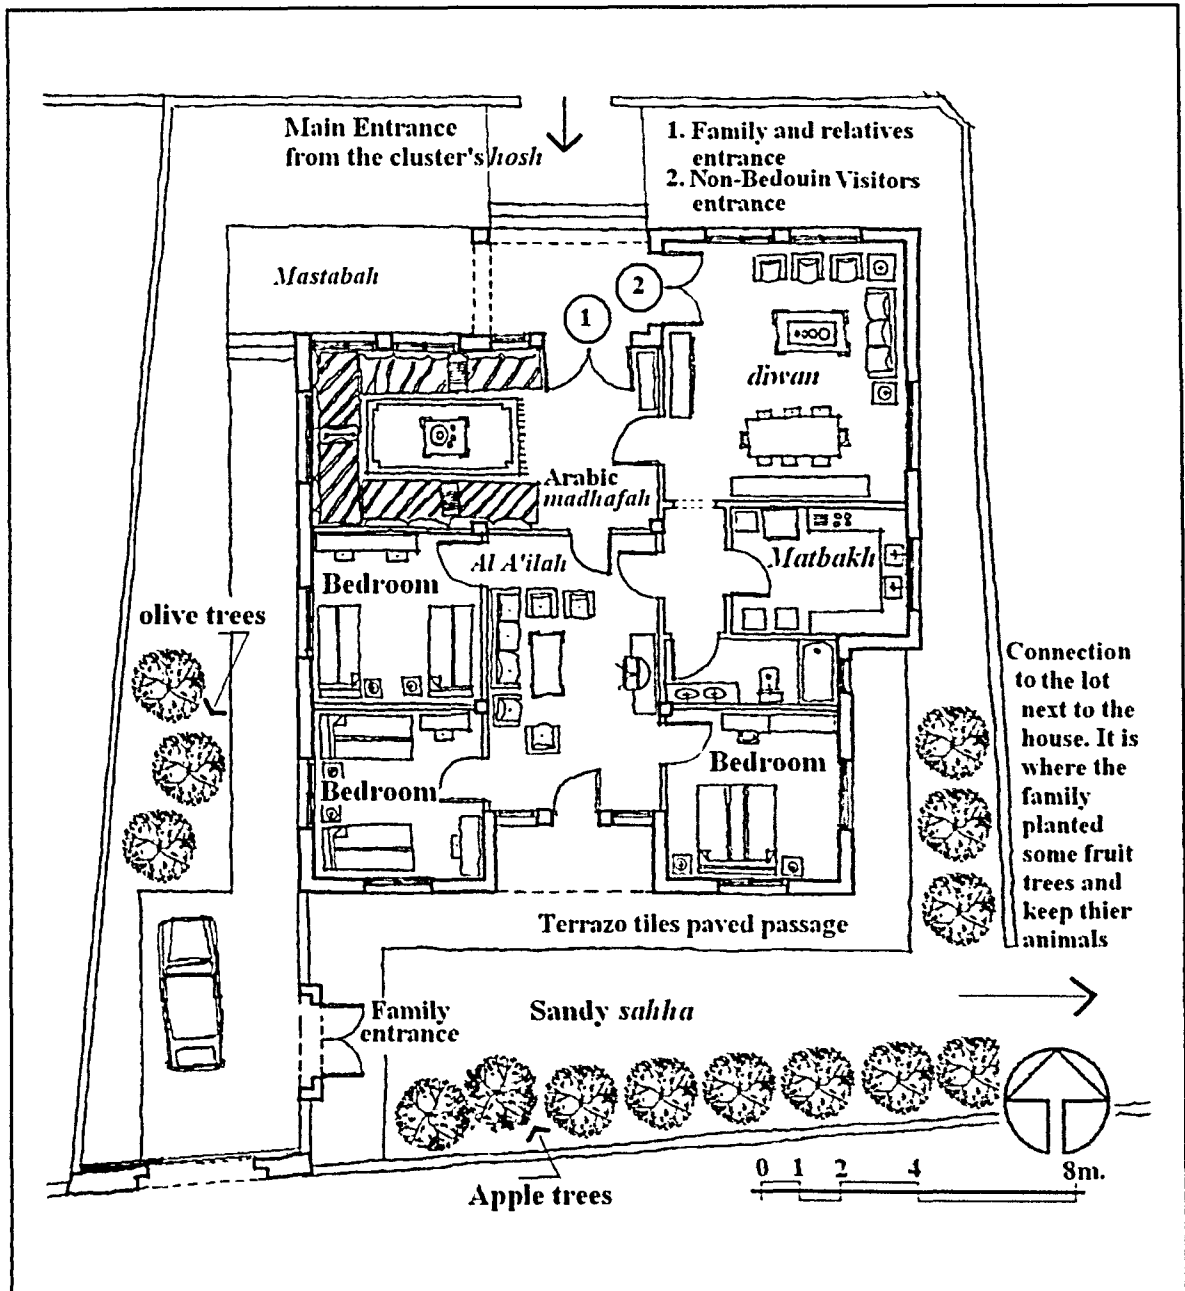 Main Entrance
from the cluster's hosh
1. Family and relatives
entrance
2. Non-Bedouin Visitors
entrance
Mastabah
2
1
diwan
Arabic
madhafah
Al A'ilah
Matbakh
Bedroom
olive trees
Bedroom
Bedroom
Connection
to the lot
next to the
house. It is
where the
family
planted
some fruit
trees and
keep thier
animals
Terrazo tiles paved passage
Family
entrance
Sandy sahha
Apple trees
0 1 2 4 8m.